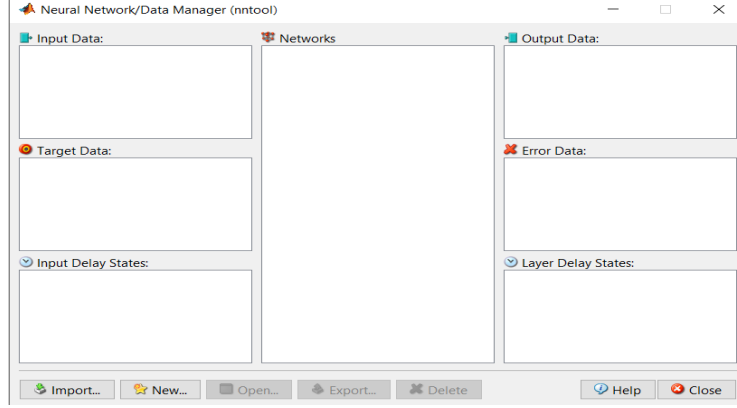 Neural Network/Data Manager (nntool)
Input Data:
Networks
Output Data:
Target Data:
Error Data:
Input Delay States:
Layer Delay States:
Import...
New...
Open...
Export...
Delete
Help
Close